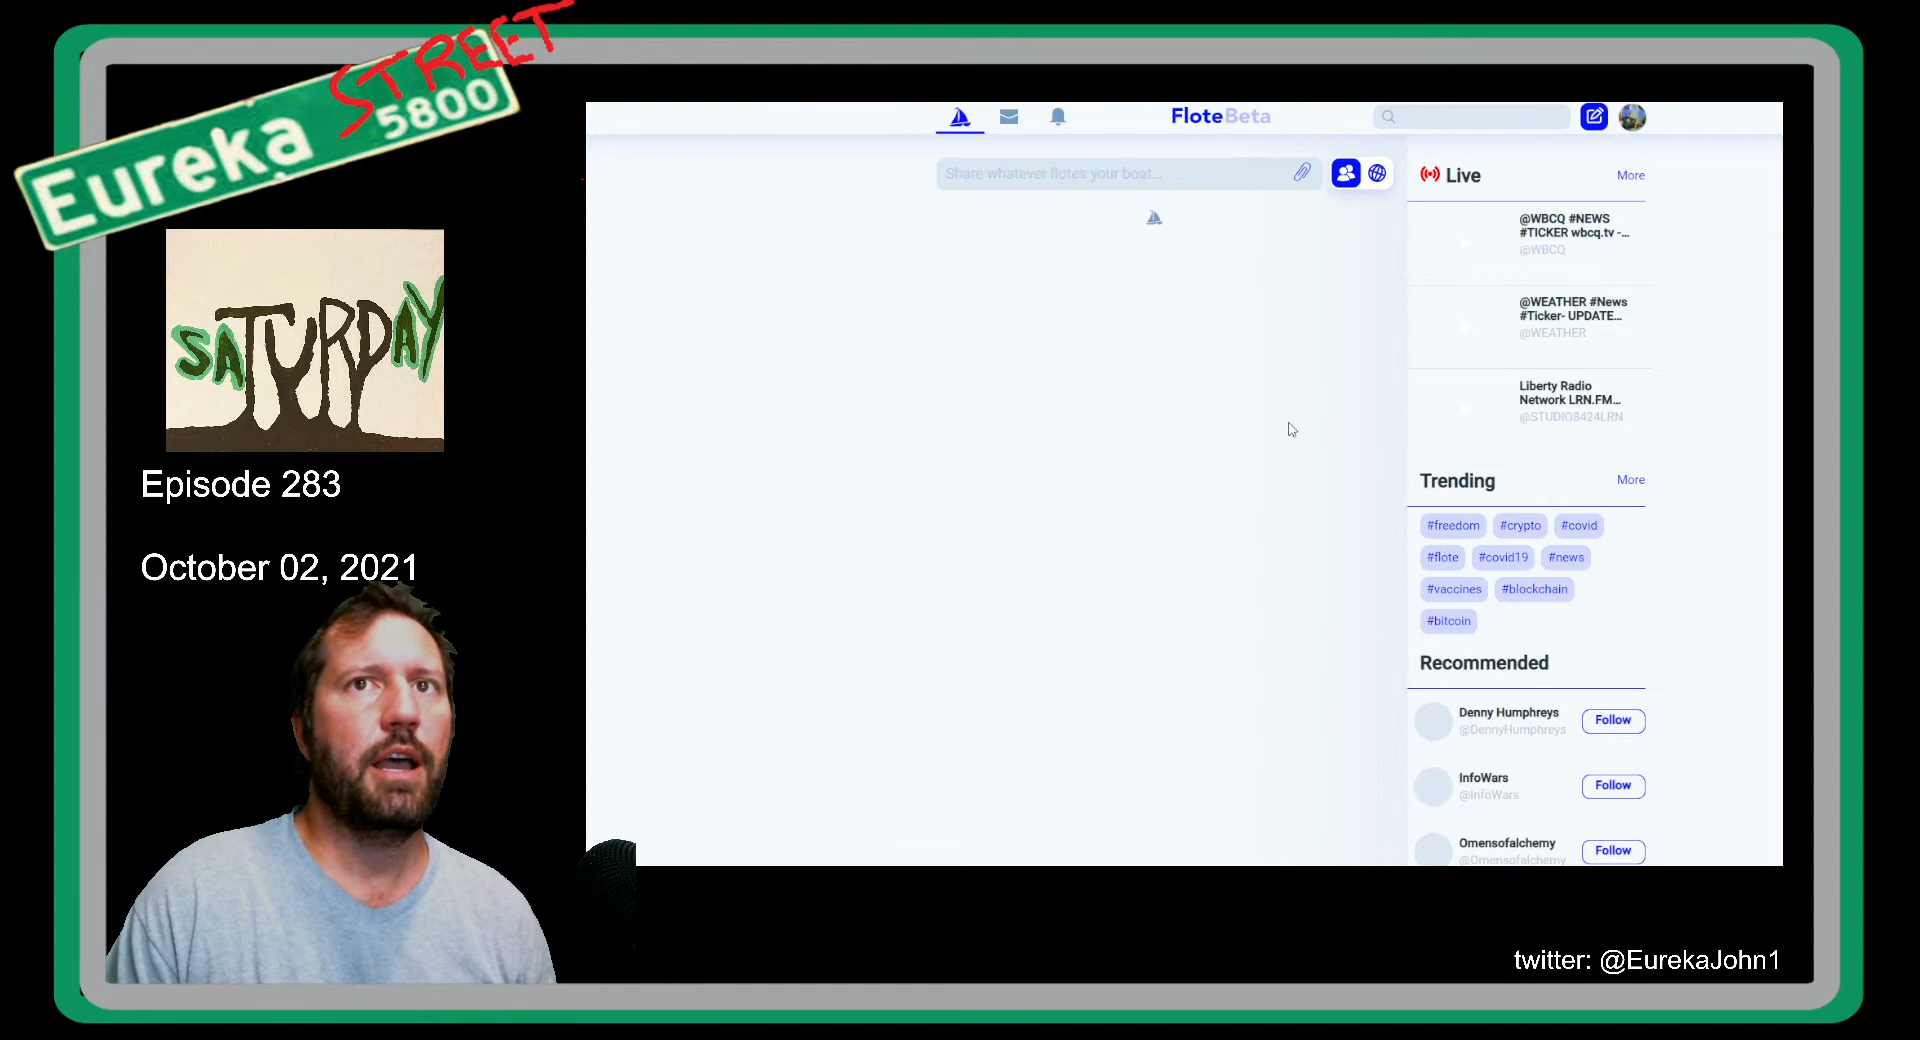 Eureka
STREET
5800
SATURDAY
Episode 283
October 02, 2021
FloteBeta
Share whatever flotes your boat...
Live
More
@WBCQ #NEWS
#TICKER wbcq.tv -...
@WBCQ
@WEATHER #News
#Ticker- UPDATE...
@WEATHER
Liberty Radio
Network LRN.FM...
@STUDIO8424LRN
Trending
More
#freedom #crypto #covid
#flote #covid19 #news
#vaccines #blockchain
#bitcoin
Recommended
Denny Humphreys
@DennyHumphreys
Follow
InfoWars
@InfoWars
Follow
Omensofalchemy
@Omensofalchemy
Follow
twitter: @EurekaJohn1